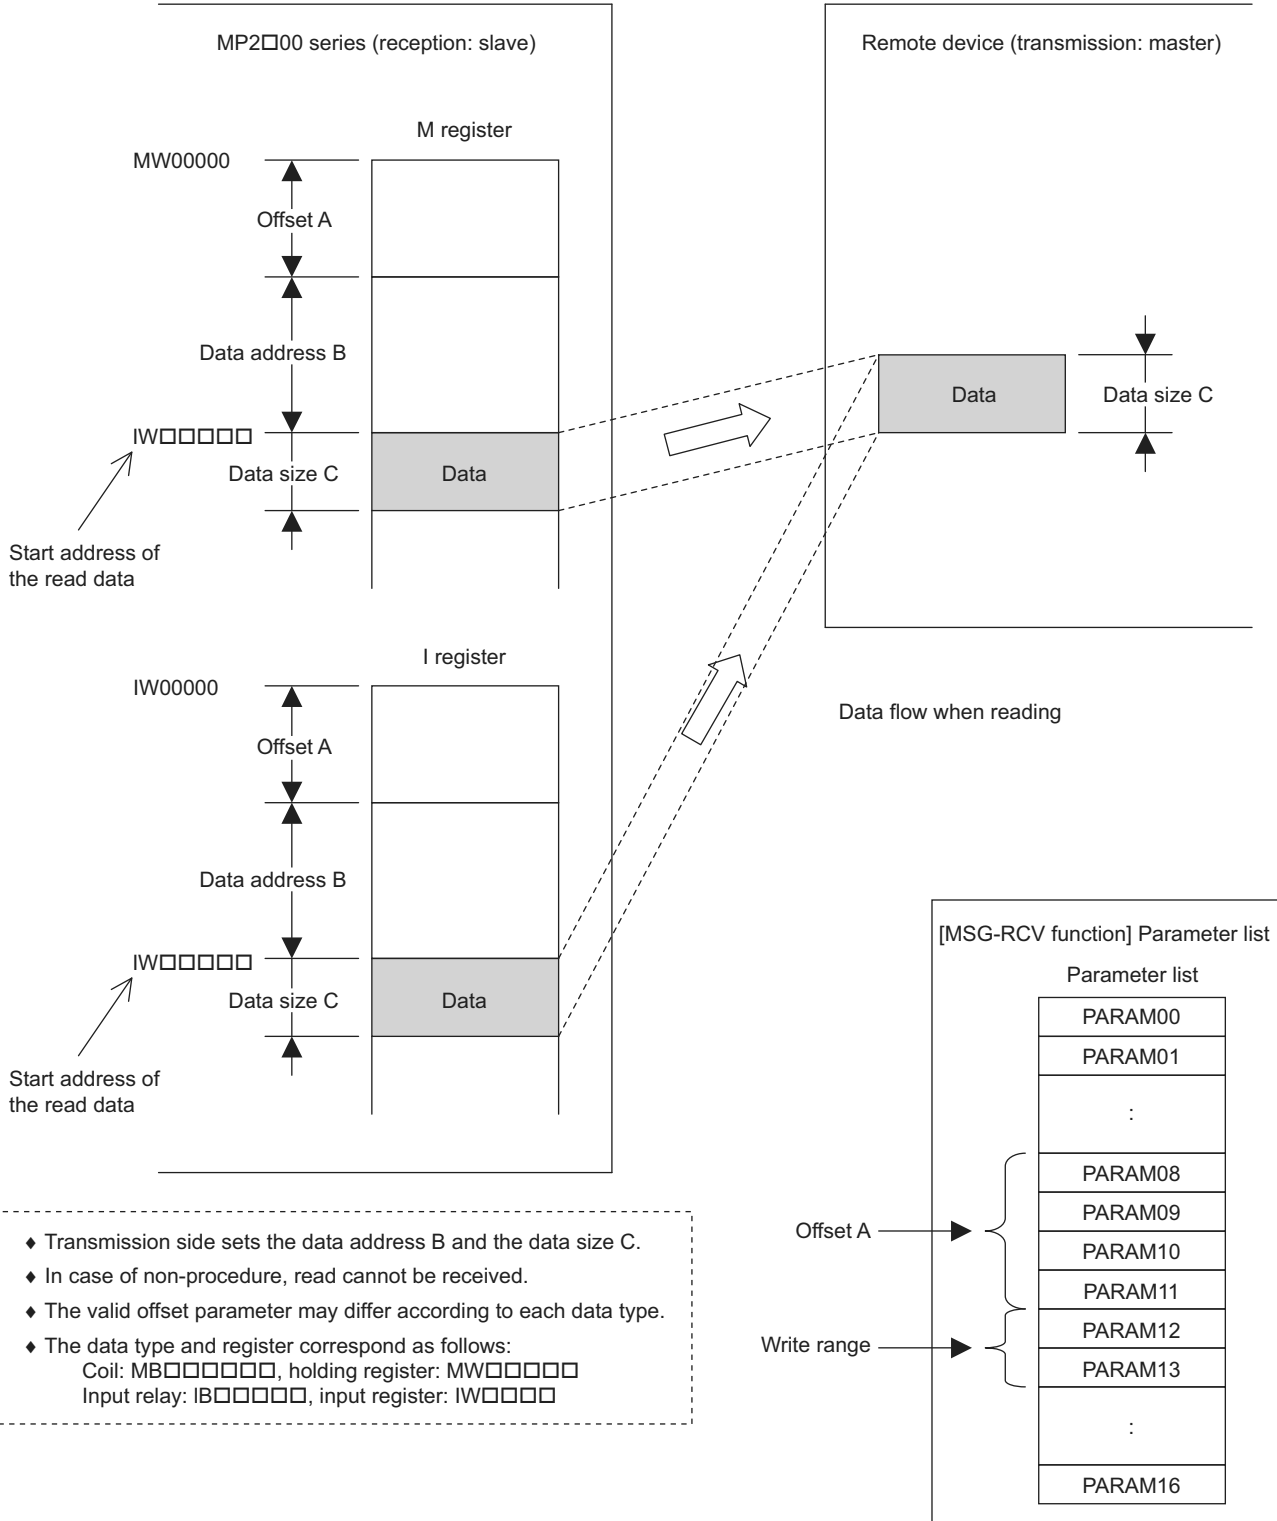 MP2□00 series (reception: slave)
Remote device (transmission: master)
M register
MW00000
Offset A
Data address B
IW□□□□□
Data size C
Data
Start address of
the read data
Data
Data size C
I register
IW00000
Offset A
Data address B
IW□□□□□
Data size C
Data
Start address of
the read data
Data flow when reading
[MSG-RCV function] Parameter list
Parameter list
PARAM00
PARAM01
:
PARAM08
PARAM09
PARAM10
PARAM11
PARAM12
PARAM13
:
PARAM16
Offset A
Write range
♦ Transmission side sets the data address B and the data size C.
♦ In case of non-procedure, read cannot be received.
♦ The valid offset parameter may differ according to each data type.
♦ The data type and register correspond as follows:
Coil: MB□□□□□□, holding register: MW□□□□□
Input relay: IB□□□□□, input register: IW□□□□